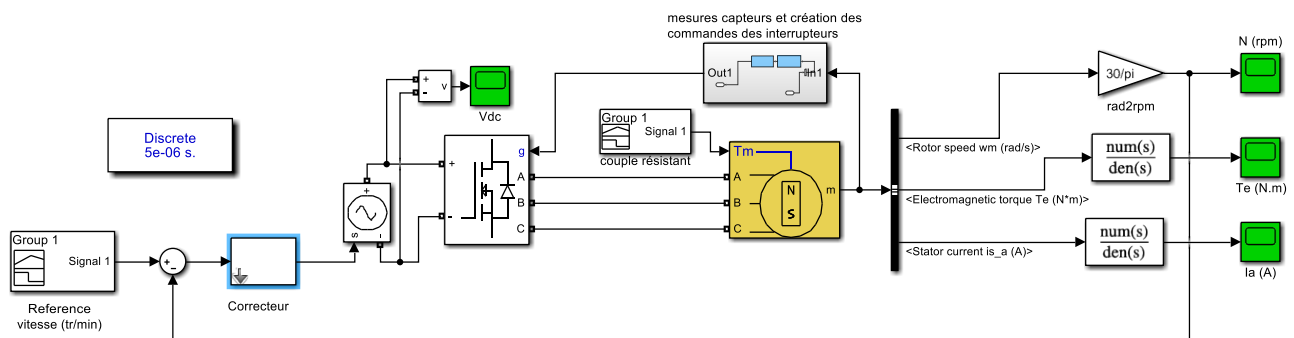 mesures capteurs et création des
commandes des interrupteurs
Out1
In1
N (rpm)
30/pi
rad2rpm
+
-
v
Vdc
Discrete
5e-06 s.
Group 1
Signal 1
couple résistant
g
+
-
A
B
C
Tm
A
B
C
N
S
m
<Rotor speed wm (rad/s)>
num(s)
den(s)
Te (N.m)
<Electromagnetic torque Te (N*m)>
num(s)
den(s)
<Stator current is_a (A)>
Ia (A)
+
s
-
Group 1
Signal 1
Reference
vitesse (tr/min)
+
-
Correcteur